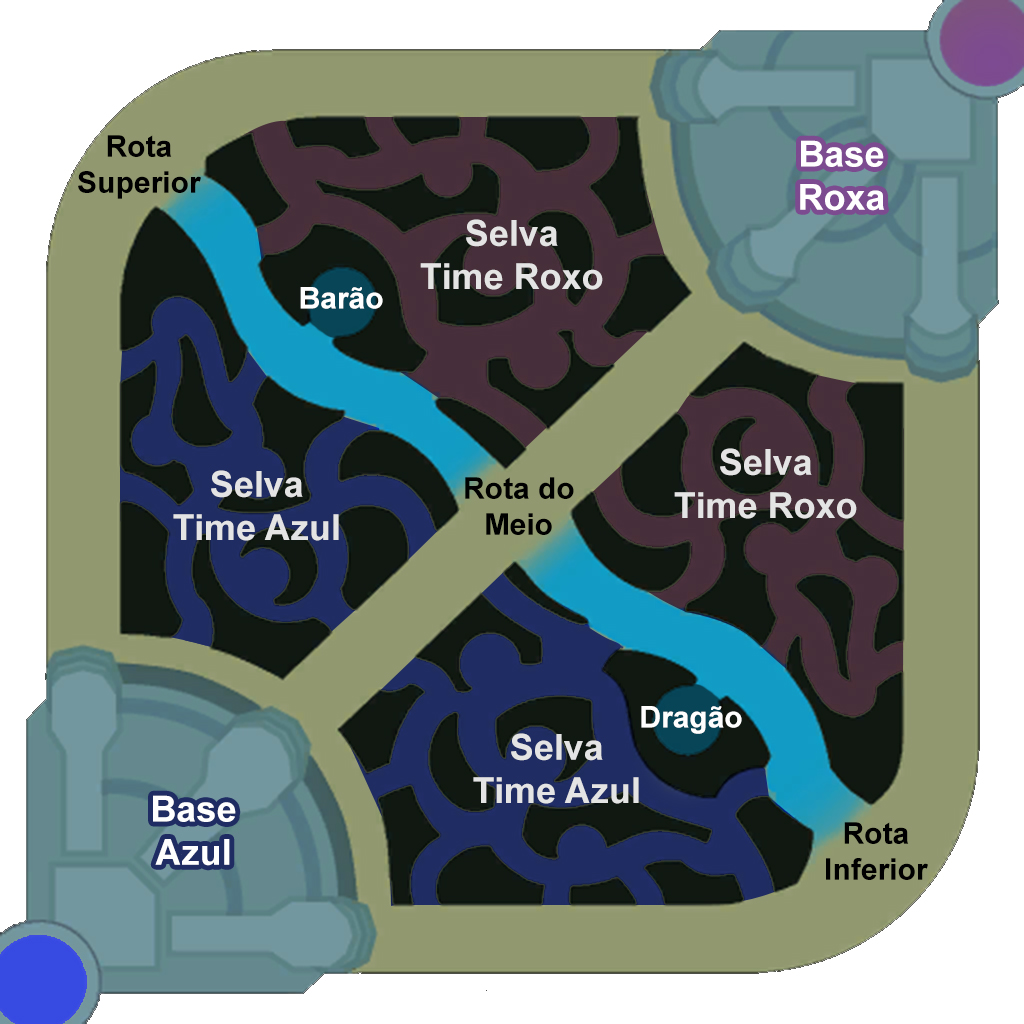 Rota
Superior
Base
Roxa
Selva
Time Roxo
Barão
Selva
Time Azul
Rota do
Meio
Selva
Time Roxo
Dragão
Selva
Time Azul
Base
Azul
Rota
Inferior